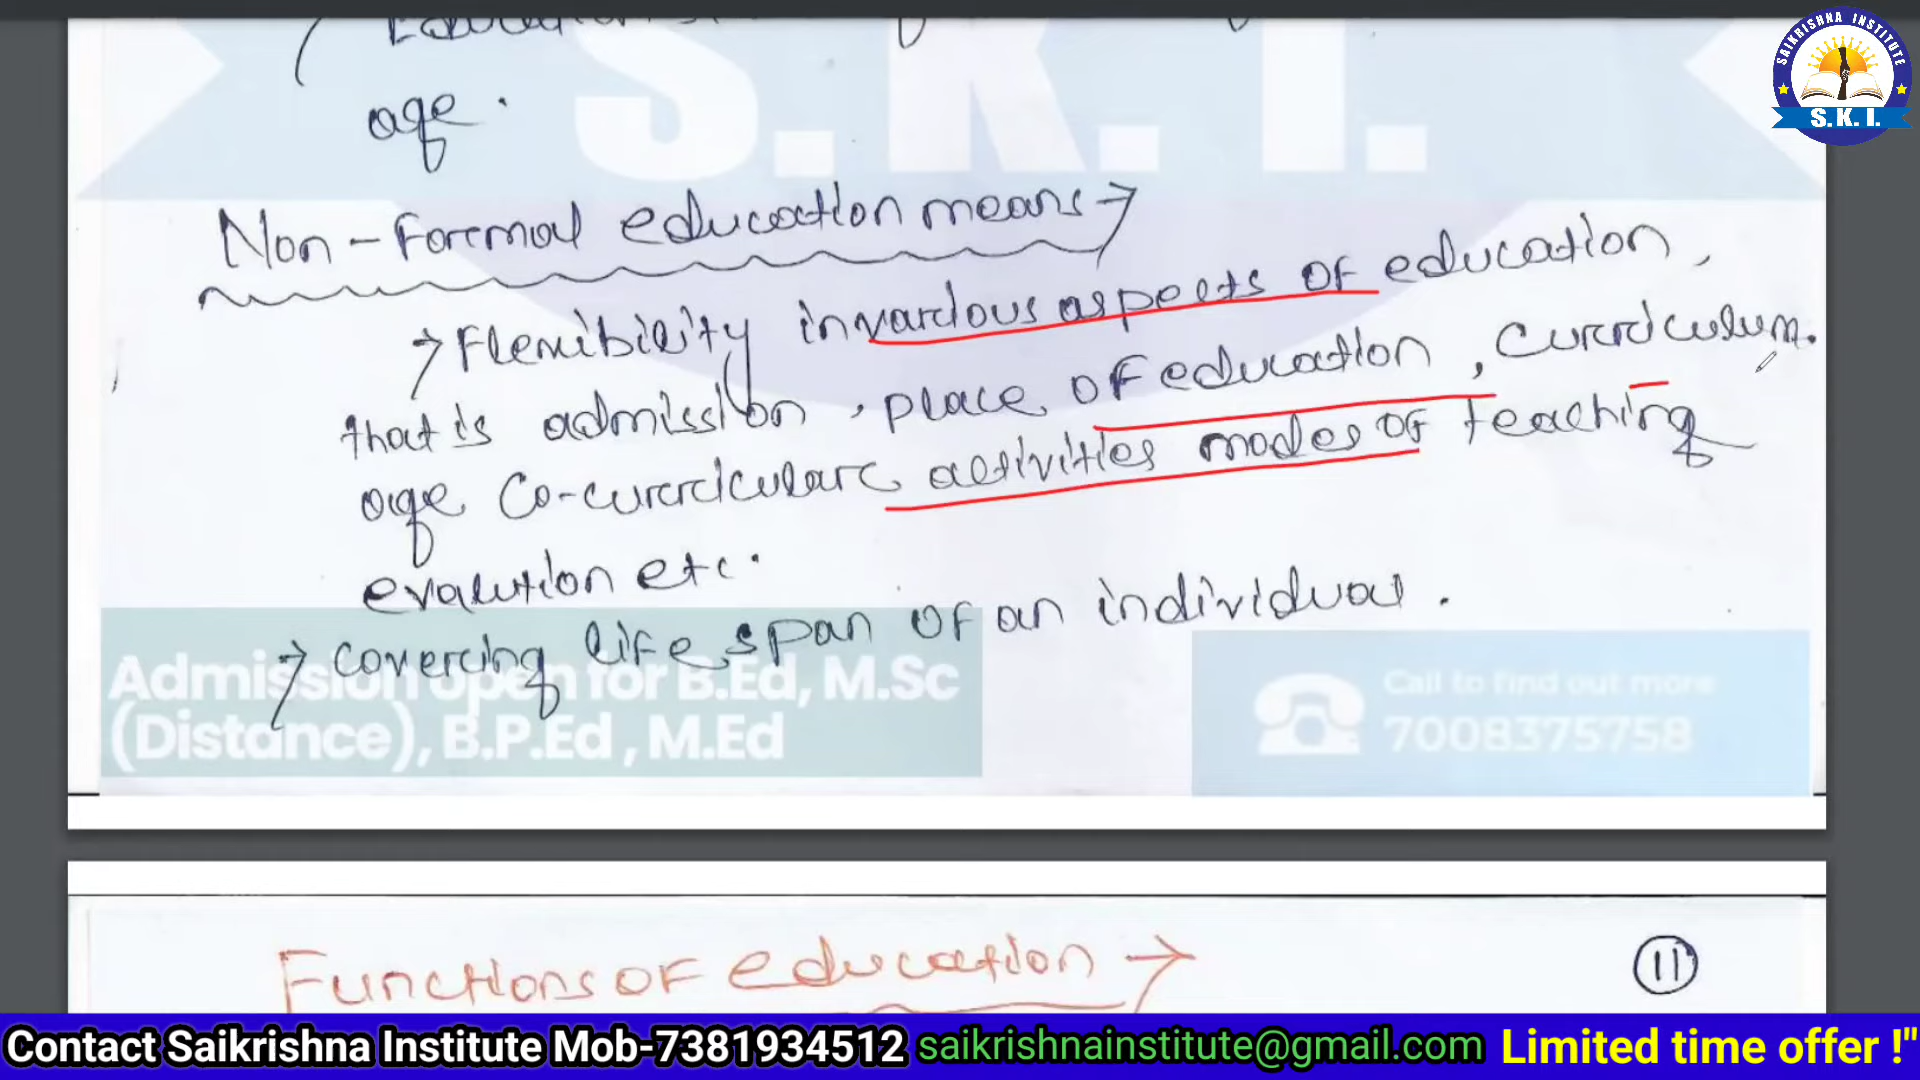 age.
S.K.I.
SAIKRISHNA INSTITUTE
S.K.I.
Non-Formal education means→
→ Flexibility in various aspects of education,
that is admission, place of education, curriculum.
age co-curricular activities modes of teaching
evalution etc.
→ covering life span of an individual.
Admission open for B.Ed, M.Sc
(Distance), B.P.Ed , M.Ed
Call to find out more
7008375758
Functions of education →
11
Contact Saikrishna Institute Mob-7381934512 saikrishnainstitute@gmail.com Limited time offer !"